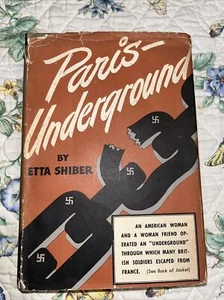 Paris-
Underground
BY
ETTA SHIBER
AN AMERICAN WOMAN
AND A WOMAN FRIEND OP-
ERATED AN "UNDERGROUND"
THROUGH WHICH MANY BRIT-
ISH SOLDIERS ESCAPED FROM
FRANCE. (See Back of Jacket)